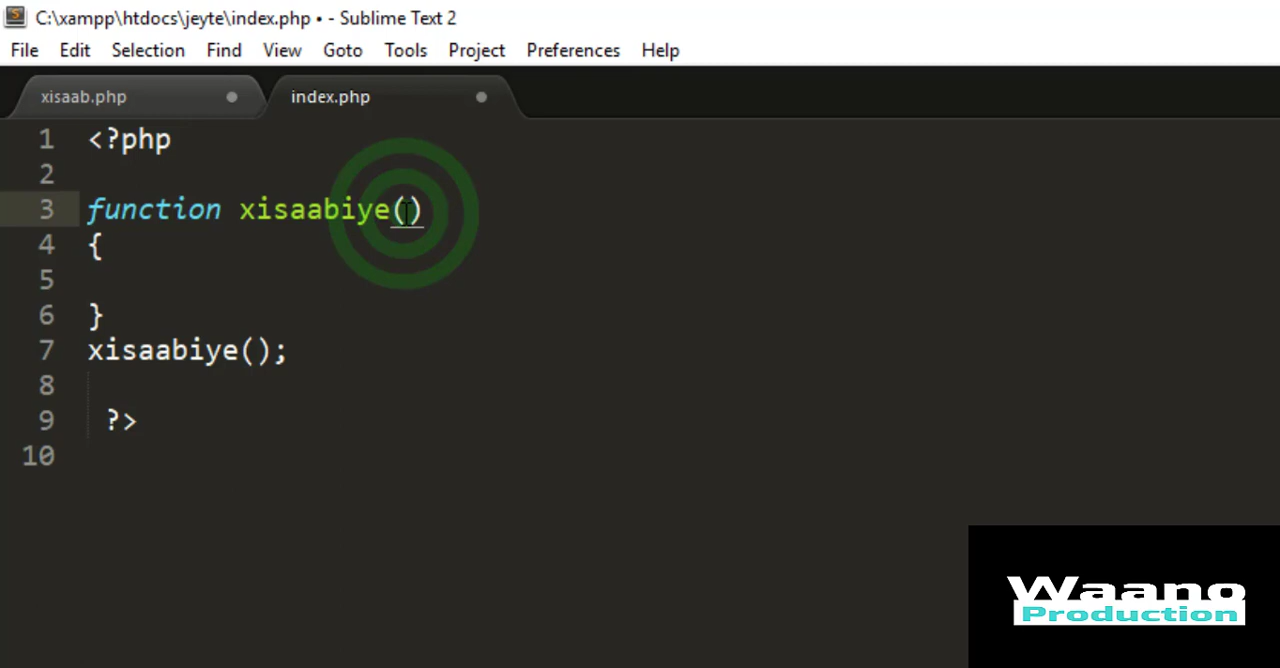 C:\xampp\htdocs\jeyte\index.php • - Sublime Text 2
File Edit Selection Find View Goto Tools Project Preferences Help
xisaab.php index.php
1 <?php
2
3 function xisaabiye()
4 {
5
6 }
7 xisaabiye();
8
9 ?>
10
Waano
Production